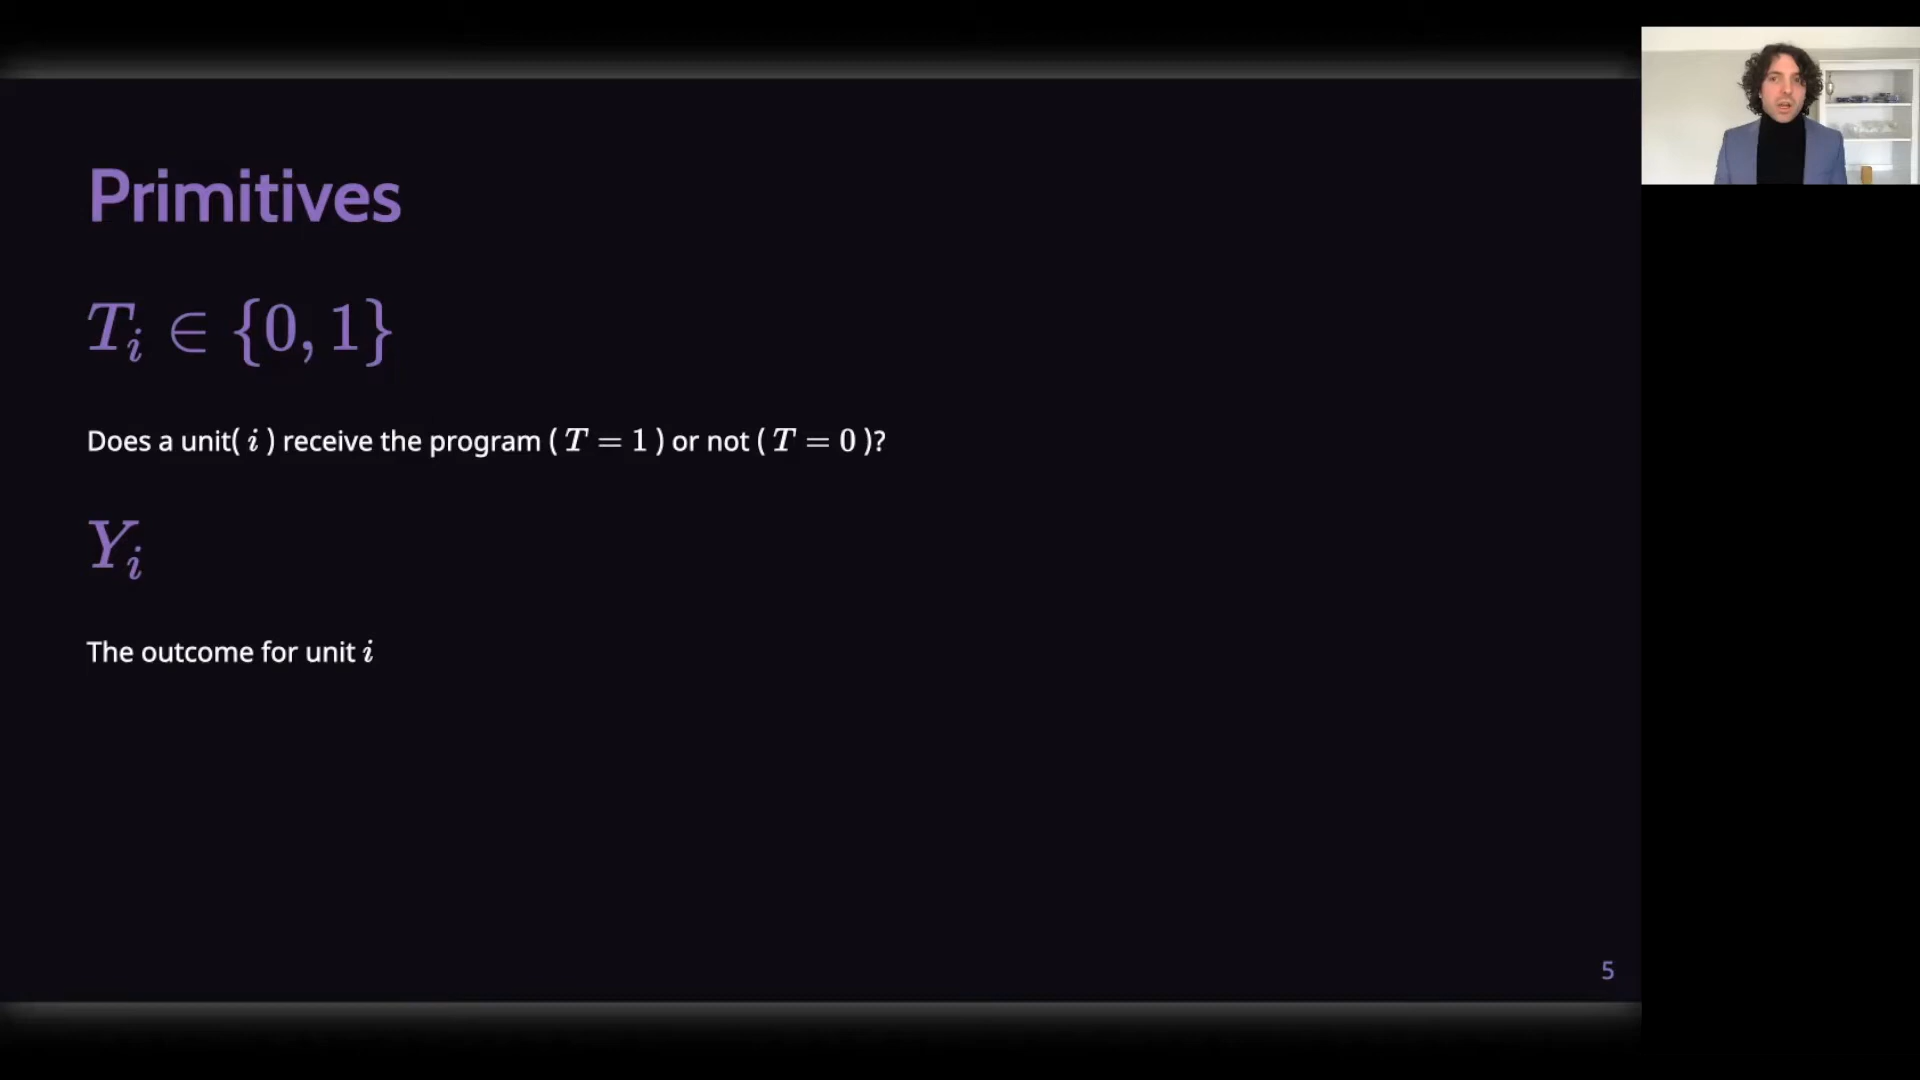 Primitives
Tᵢ ∈ {0, 1}
Does a unit( i ) receive the program ( T = 1 ) or not ( T = 0 )?
Yᵢ
The outcome for unit i
5